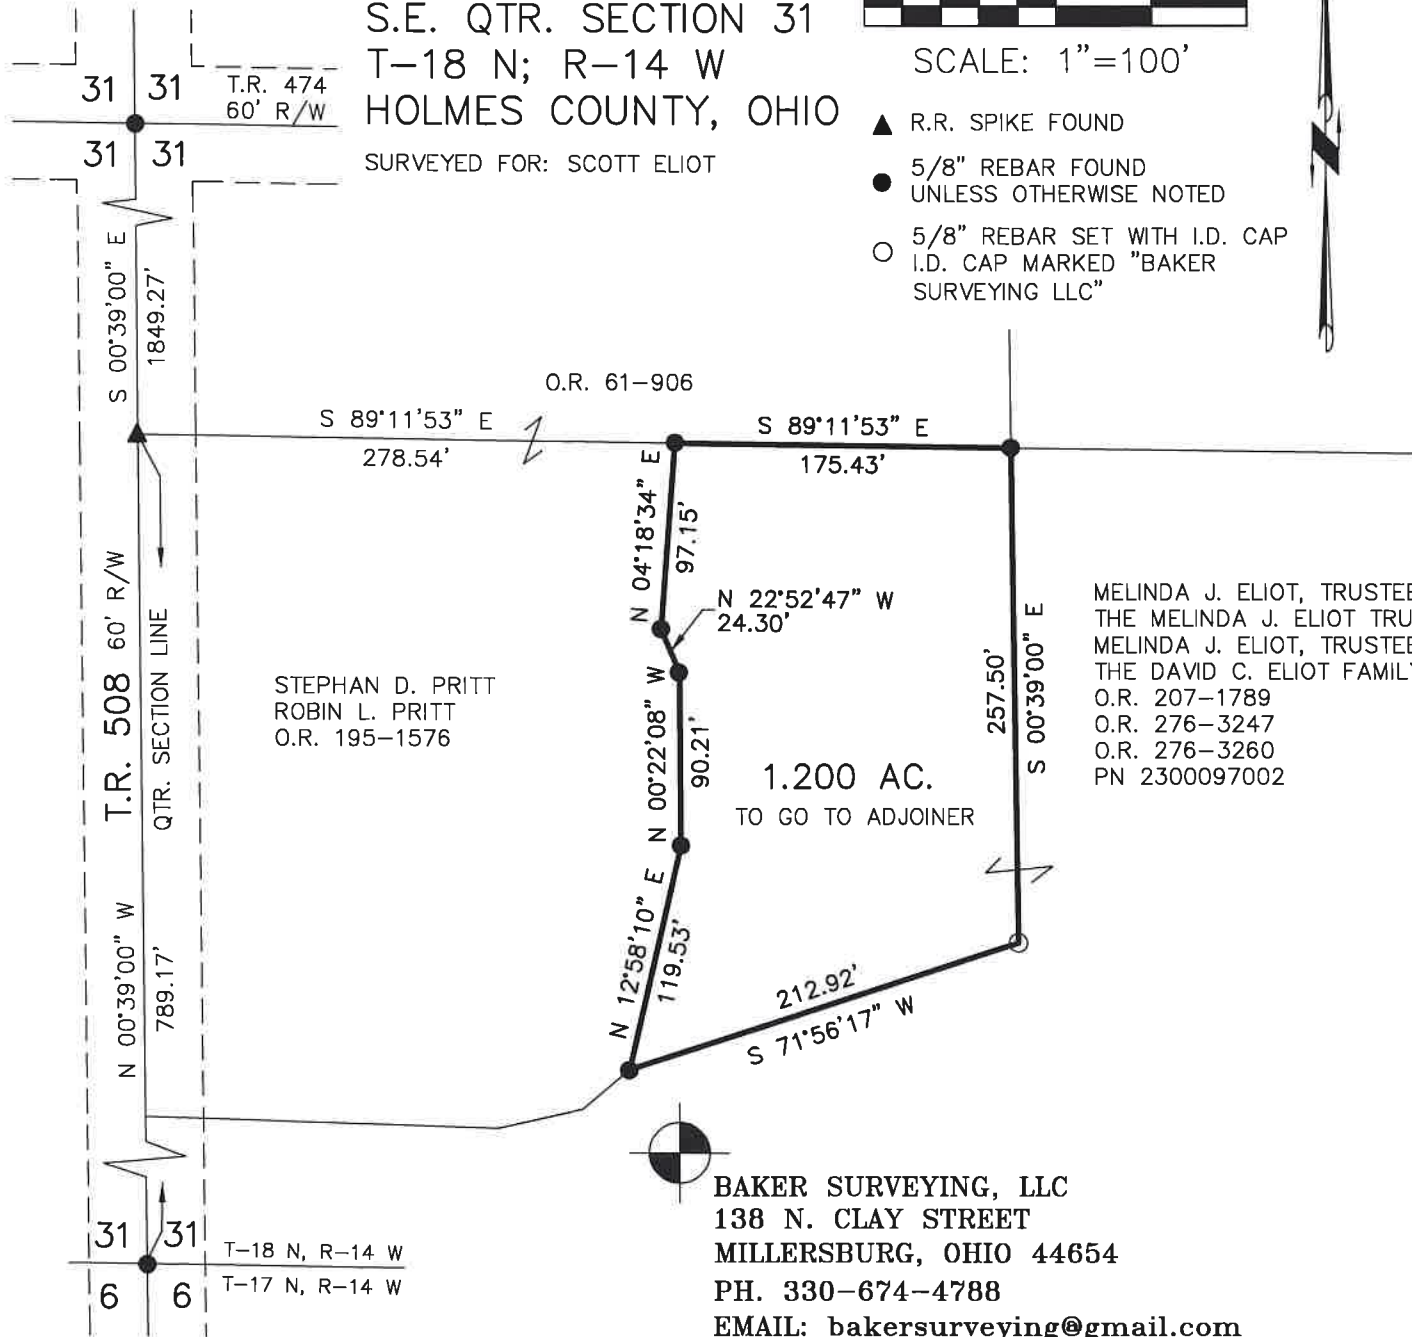 S.E. QTR. SECTION 31
T-18 N; R-14 W
HOLMES COUNTY, OHIO
SURVEYED FOR: SCOTT ELIOT
SCALE: 1"=100'
R.R. SPIKE FOUND
5/8" REBAR FOUND
UNLESS OTHERWISE NOTED
5/8" REBAR SET WITH I.D. CAP
I.D. CAP MARKED "BAKER
SURVEYING LLC"
31 31
T.R. 474
60' R/W
31 31
S 00°39'00" E
1849.27'
O.R. 61-906
S 89°11'53" E
278.54'
S 89°11'53" E
175.43'
N 04°18'34" E
97.15'
N 22°52'47" W
24.30'
N 00°22'08" W
90.21'
N 12°58'10" E
119.53'
257.50'
S 00°39'00" E
212.92'
S 71°56'17" W
T.R. 508 60' R/W
QTR. SECTION LINE
N 00°39'00" W
789.17'
STEPHAN D. PRITT
ROBIN L. PRITT
O.R. 195-1576
1.200 AC.
TO GO TO ADJOINER
MELINDA J. ELIOT, TRUSTEE
THE MELINDA J. ELIOT TRU
MELINDA J. ELIOT, TRUSTEE
THE DAVID C. ELIOT FAMILY
O.R. 207-1789
O.R. 276-3247
O.R. 276-3260
PN 2300097002
31 31
T-18 N, R-14 W
6 6
T-17 N, R-14 W
BAKER SURVEYING, LLC
138 N. CLAY STREET
MILLERSBURG, OHIO 44654
PH. 330-674-4788
EMAIL: bakersurveying@gmail.com